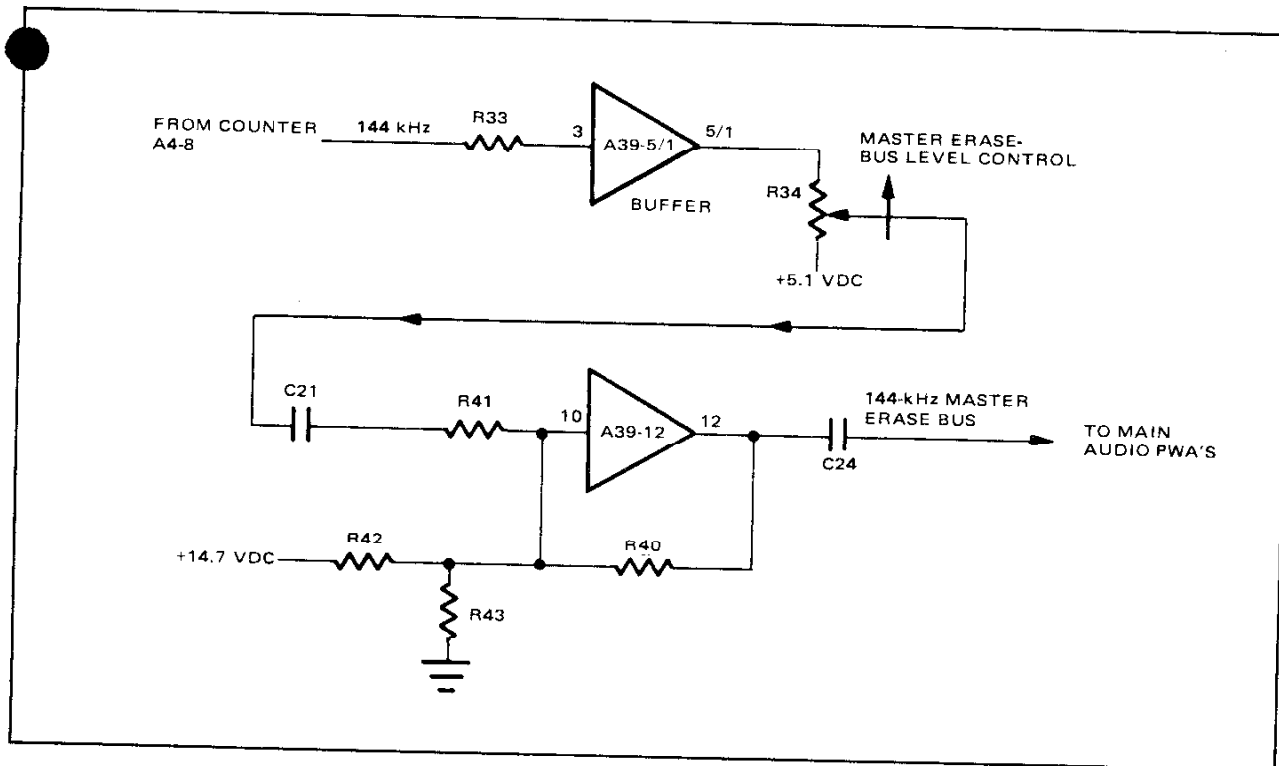 FROM COUNTER
A4-8
144 kHz
R33
3
A39-5/1
5/1
BUFFER
MASTER ERASE-
BUS LEVEL CONTROL
R34
+5.1 VDC
C21
R41
10
A39-12
12
144-kHz MASTER
ERASE BUS
C24
TO MAIN
AUDIO PWA'S
+14.7 VDC
R42
R40
R43